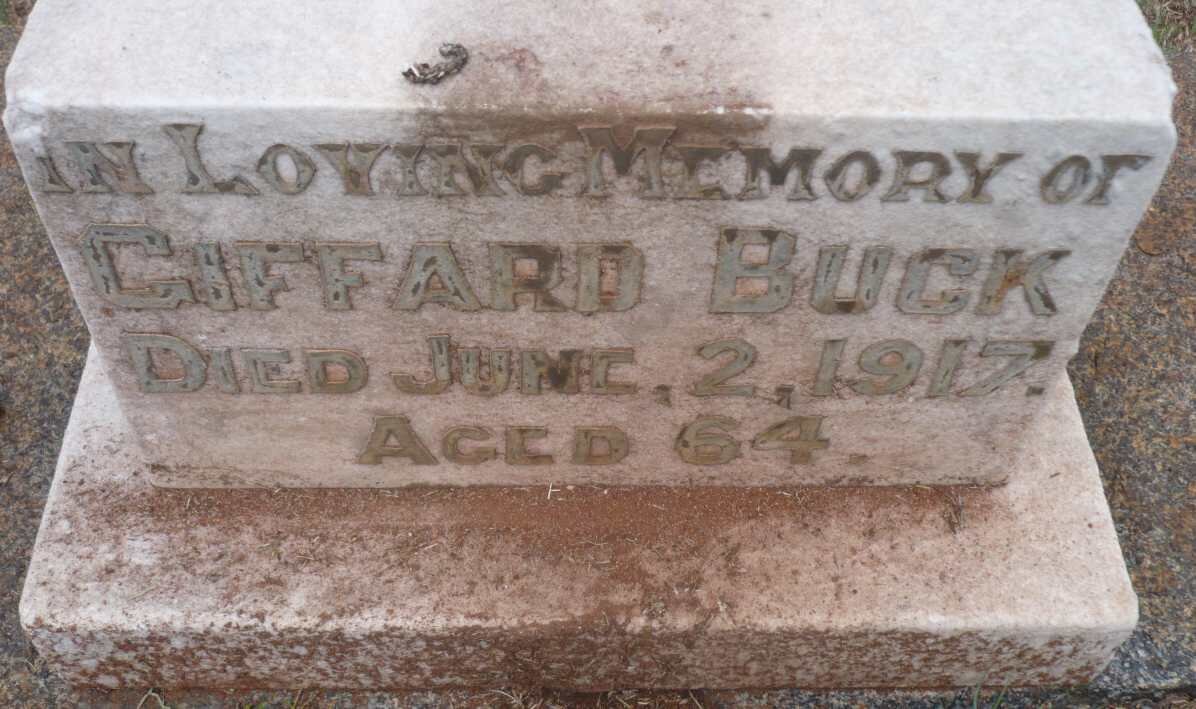 IN LOVING MEMORY OF
GIFFARD BUCK
DIED JUNE, 2, 1917.
AGED 64.